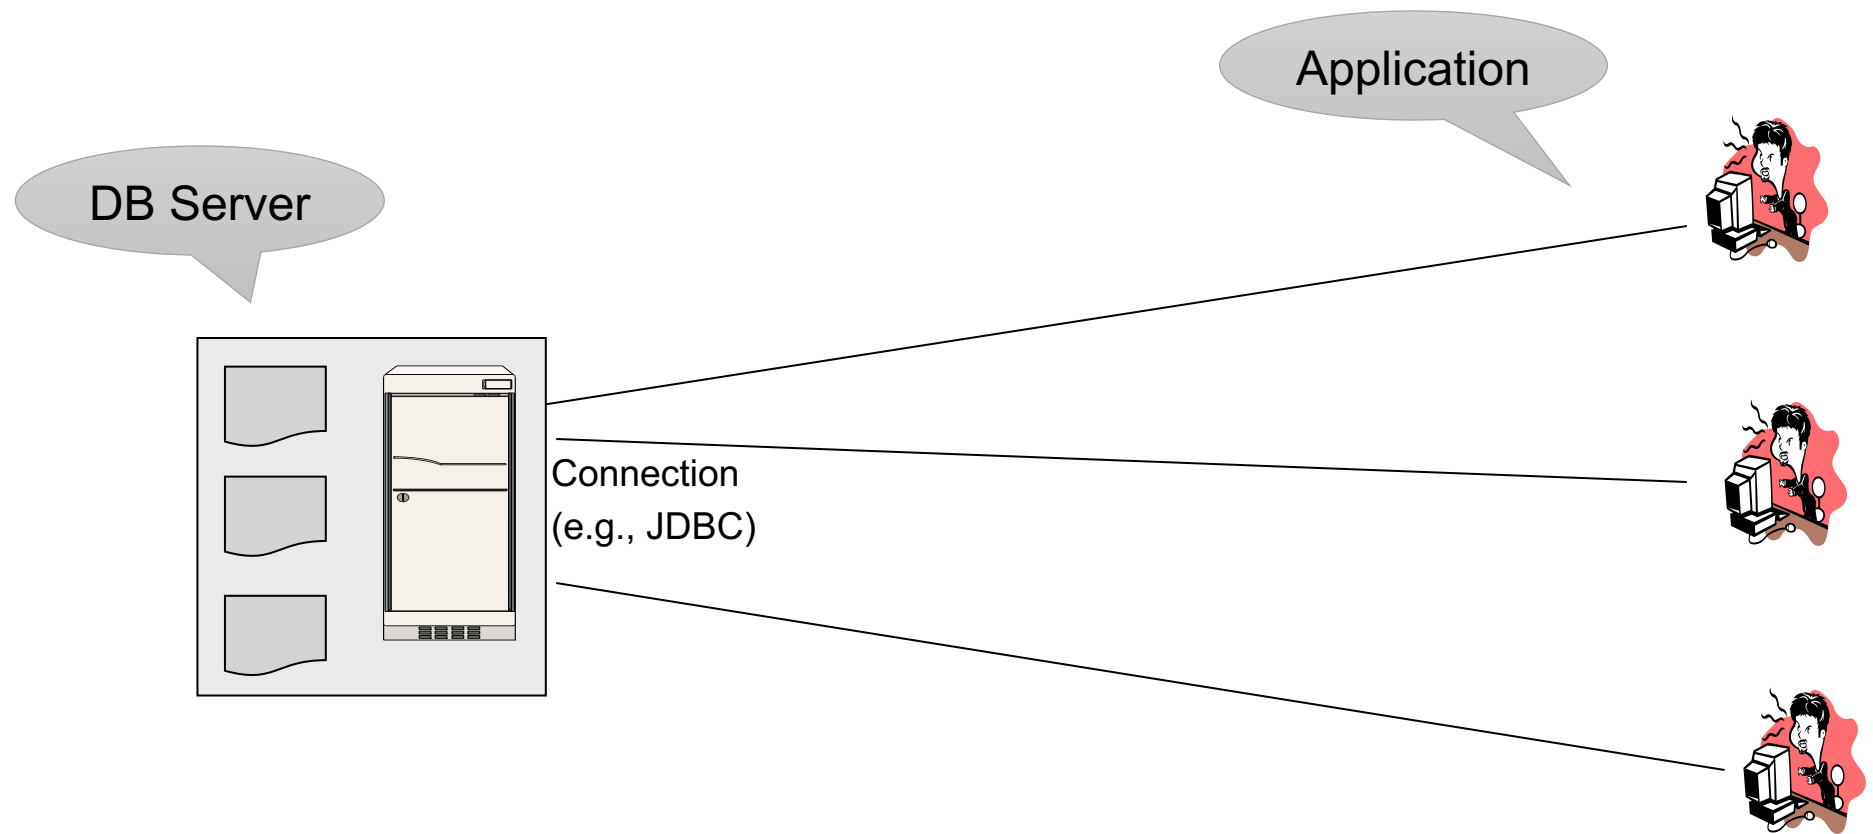 Application
DB Server
Connection
(e.g., JDBC)